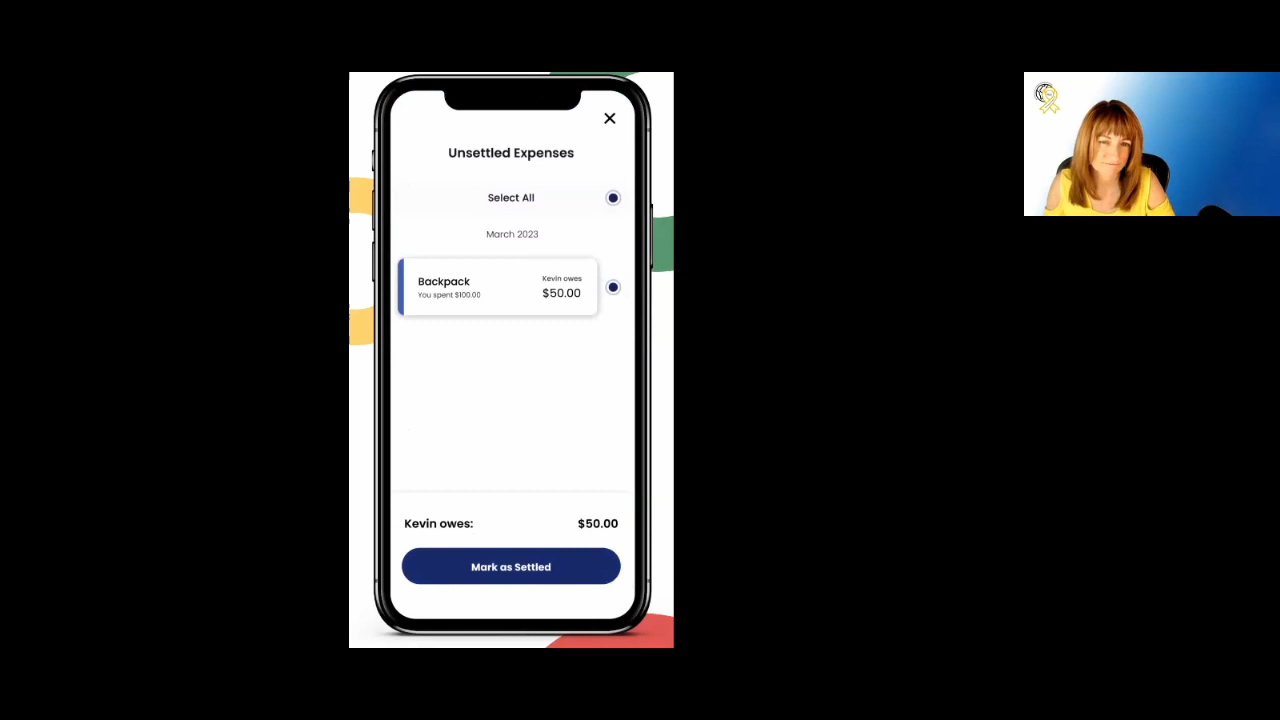 Unsettled Expenses
Select All
March 2023
Backpack
You spent $100.00
Kevin owes
$50.00
Kevin owes:
$50.00
Mark as Settled